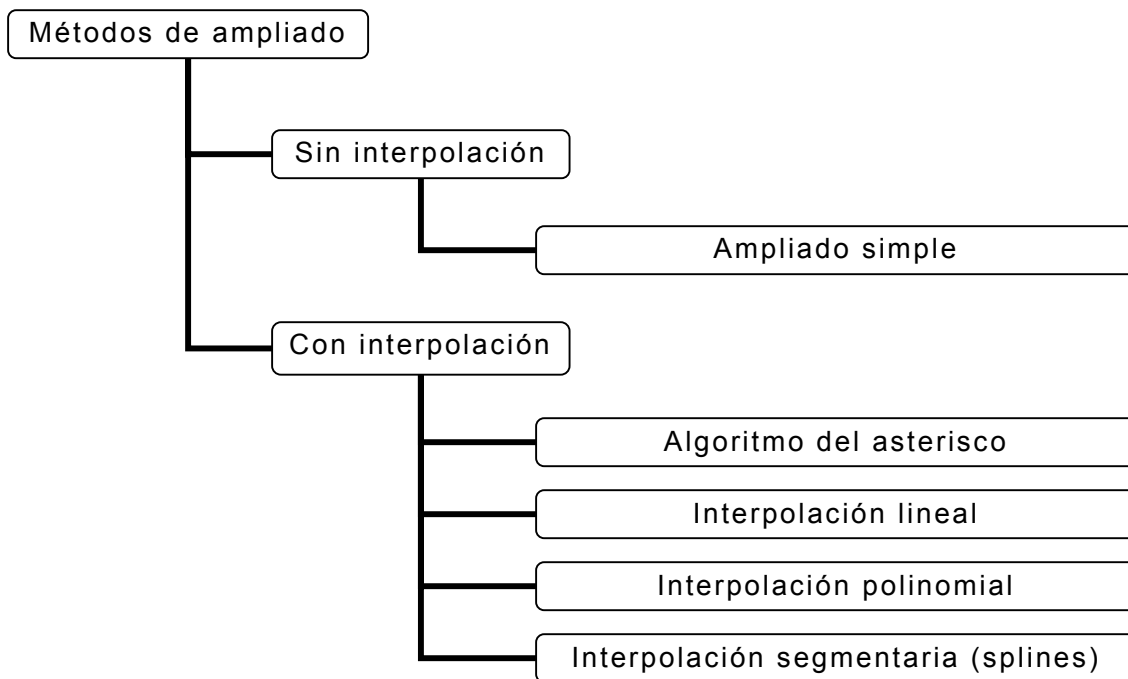 Métodos de ampliado
Sin interpolación
Ampliado simple
Con interpolación
Algoritmo del asterisco
Interpolación lineal
Interpolación polinomial
Interpolación segmentaria (splines)